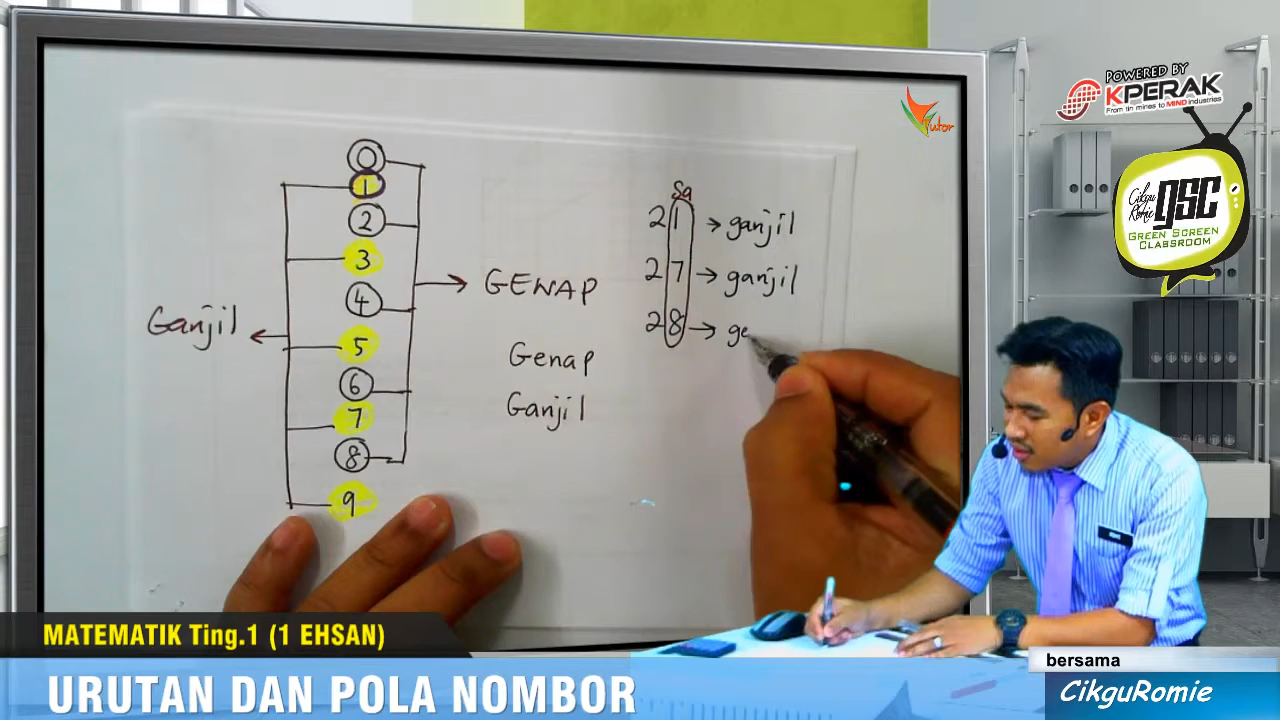 POWERED BY
KPERAK
From tin mines to MIND industries
Tutor
Cikgu Romie GSC
GREEN SCREEN
CLASSROOM
0
1
2
3
4
5
6
7
8
9
Ganjil
GENAP
Genap
Ganjil
Sa
21 → ganjil
27 → ganjil
28 → ge
MATEMATIK Ting.1 (1 EHSAN)
URUTAN DAN POLA NOMBOR
bersama
CikguRomie